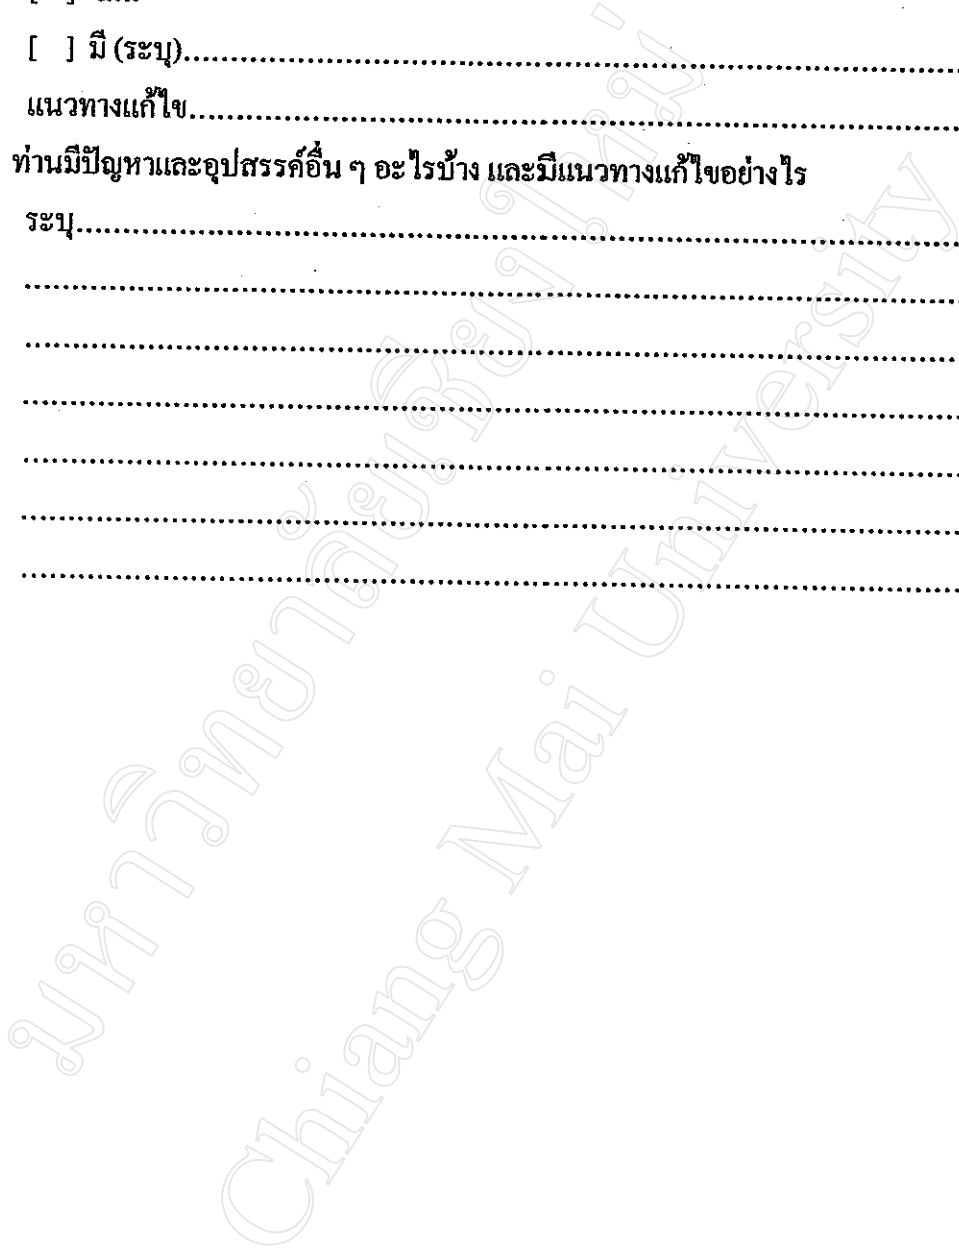 [ ] มี (ระบุ)....................................................................................................
แนวทางแก้ไข....................................................................................................
ท่านมีปัญหาและอุปสรรค์อื่น ๆ อะไรบ้าง และมีแนวทางแก้ไขอย่างไร
ระบุ....................................................................................................
....................................................................................................
....................................................................................................
....................................................................................................
....................................................................................................
....................................................................................................
....................................................................................................
มหาวิทยาลัยเชียงใหม่
Chiang Mai University